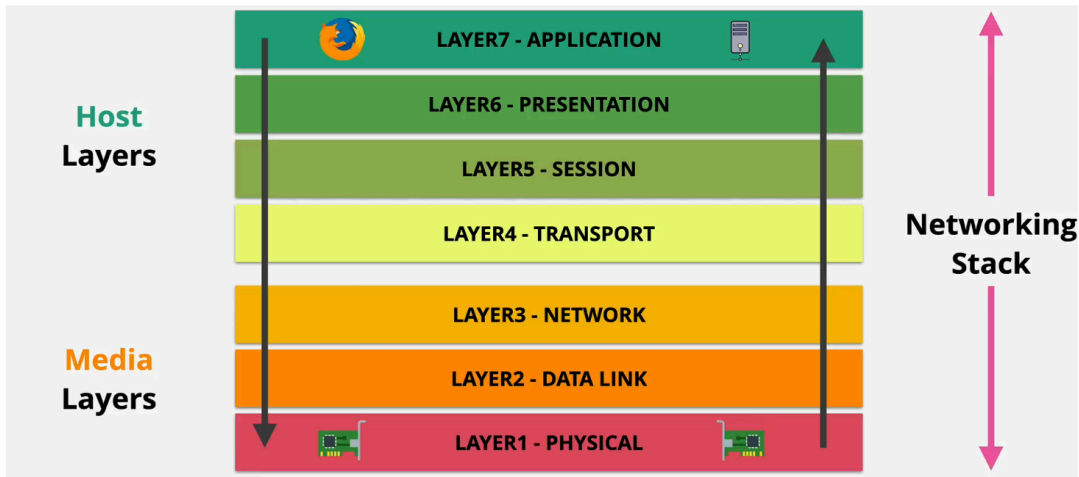 LAYER7 - APPLICATION
LAYER6 - PRESENTATION
Host
Layers
LAYER5 - SESSION
LAYER4 - TRANSPORT
Networking
Stack
LAYER3 - NETWORK
Media
Layers
LAYER2 - DATA LINK
LAYER1 - PHYSICAL